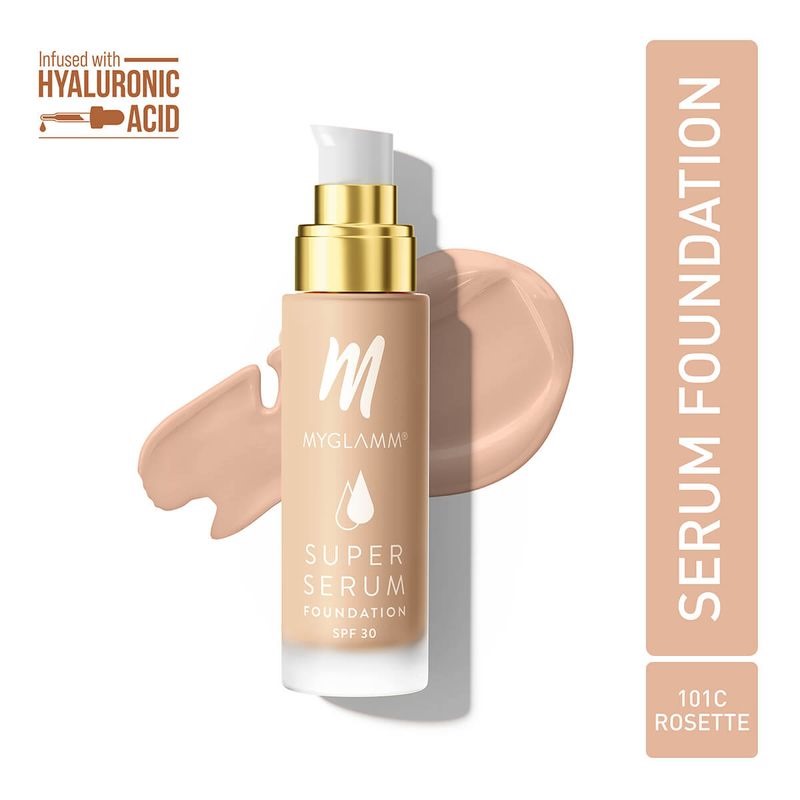 Infused with
HYALURONIC
ACID
M
MYGLAMM®
SUPER
SERUM
FOUNDATION
SPF 30
SERUM FOUNDATION
101C
ROSETTE